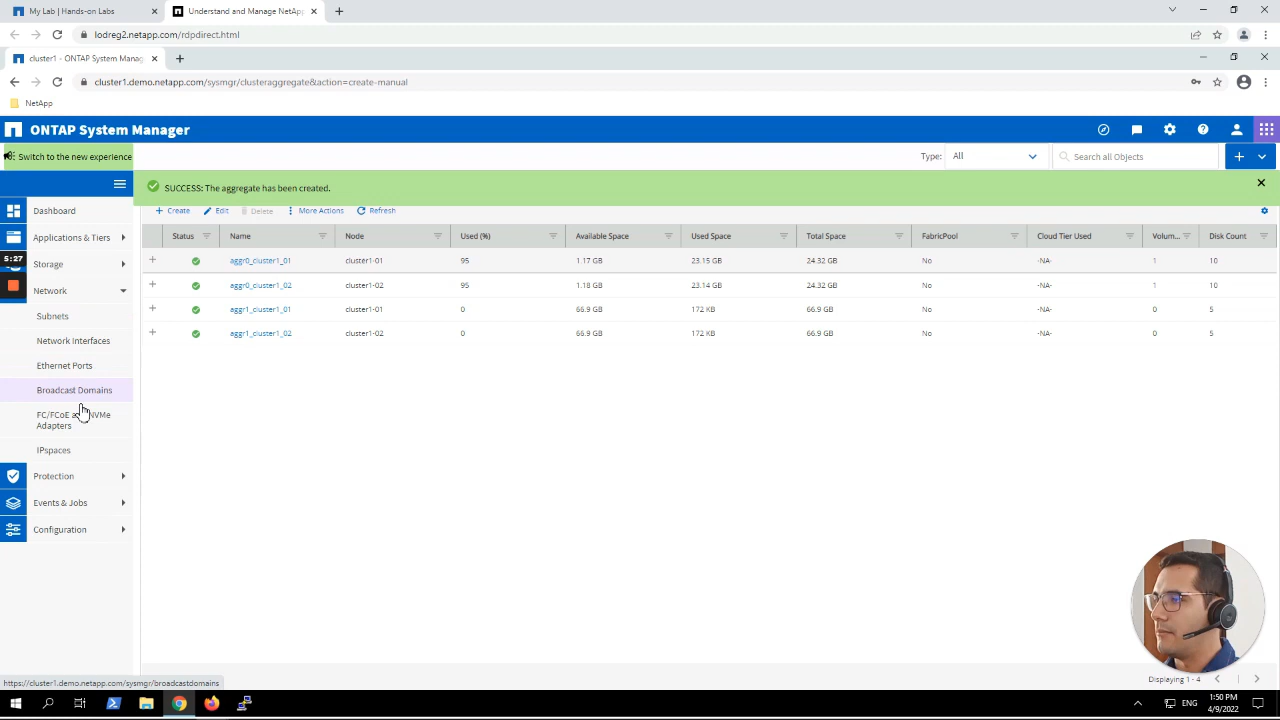 My Lab | Hands-on Labs
Understand and Manage NetApp
lodreg2.netapp.com/rdpdirect.html
cluster1 - ONTAP System Manager
cluster1.demo.netapp.com/sysmgr/clusteraggregate&action=create-manual
NetApp
ONTAP System Manager
Switch to the new experience
Type: All
Search all Objects
SUCCESS: The aggregate has been created.
Create Edit Delete More Actions Refresh
Dashboard
Applications & Tiers
5:27
Storage
Network
Subnets
Network Interfaces
Ethernet Ports
Broadcast Domains
FC/FCoE a NVMe
Adapters
IPspaces
Protection
Events & Jobs
Configuration
Status Name Node Used (%) Available Space Used Space Total Space FabricPool Cloud Tier Used Volum... Disk Count
aggr0_cluster1_01 cluster1-01 95 1.17 GB 23.15 GB 24.32 GB No -NA- 1 10
aggr0_cluster1_02 cluster1-02 95 1.18 GB 23.14 GB 24.32 GB No -NA- 1 10
aggr1_cluster1_01 cluster1-01 0 66.9 GB 172 KB 66.9 GB No -NA- 0 5
aggr1_cluster1_02 cluster1-02 0 66.9 GB 172 KB 66.9 GB No -NA- 0 5
Displaying 1 - 4
https://cluster1.demo.netapp.com/sysmgr/broadcastdomains
ENG
1:50 PM
4/9/2022